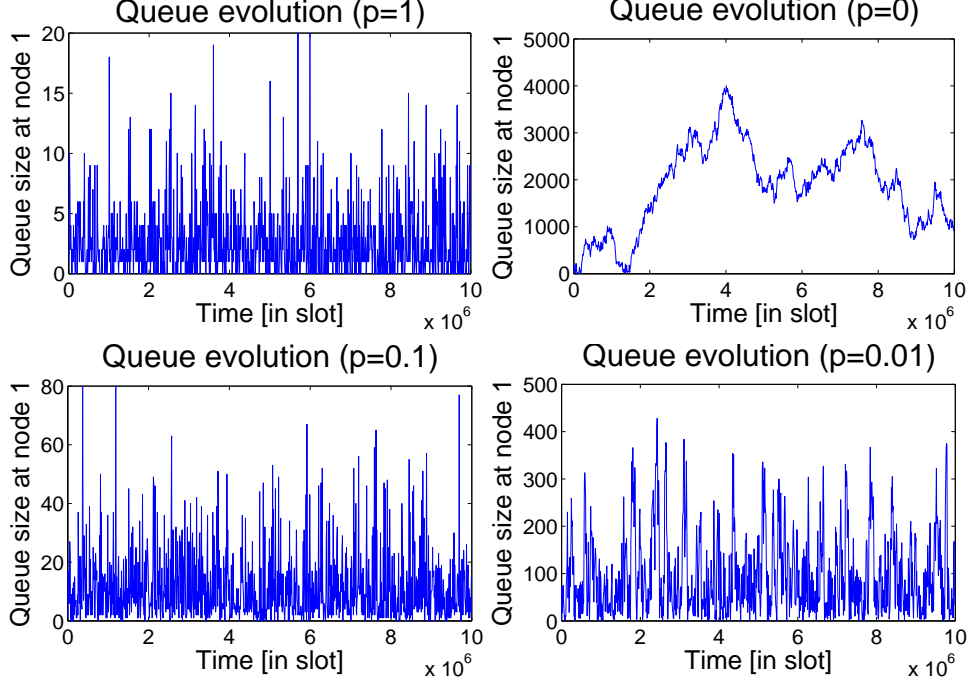 Queue evolution (p=1)
Queue size at node 1
20
15
10
5
0
0 2 4 6 8 10
Time [in slot]
x 10^6
Queue evolution (p=0)
Queue size at node 1
5000
4000
3000
2000
1000
0
0 2 4 6 8 10
Time [in slot]
x 10^6
Queue evolution (p=0.1)
Queue size at node 1
80
60
40
20
0
0 2 4 6 8 10
Time [in slot]
x 10^6
Queue evolution (p=0.01)
Queue size at node 1
500
400
300
200
100
0
0 2 4 6 8 10
Time [in slot]
x 10^6